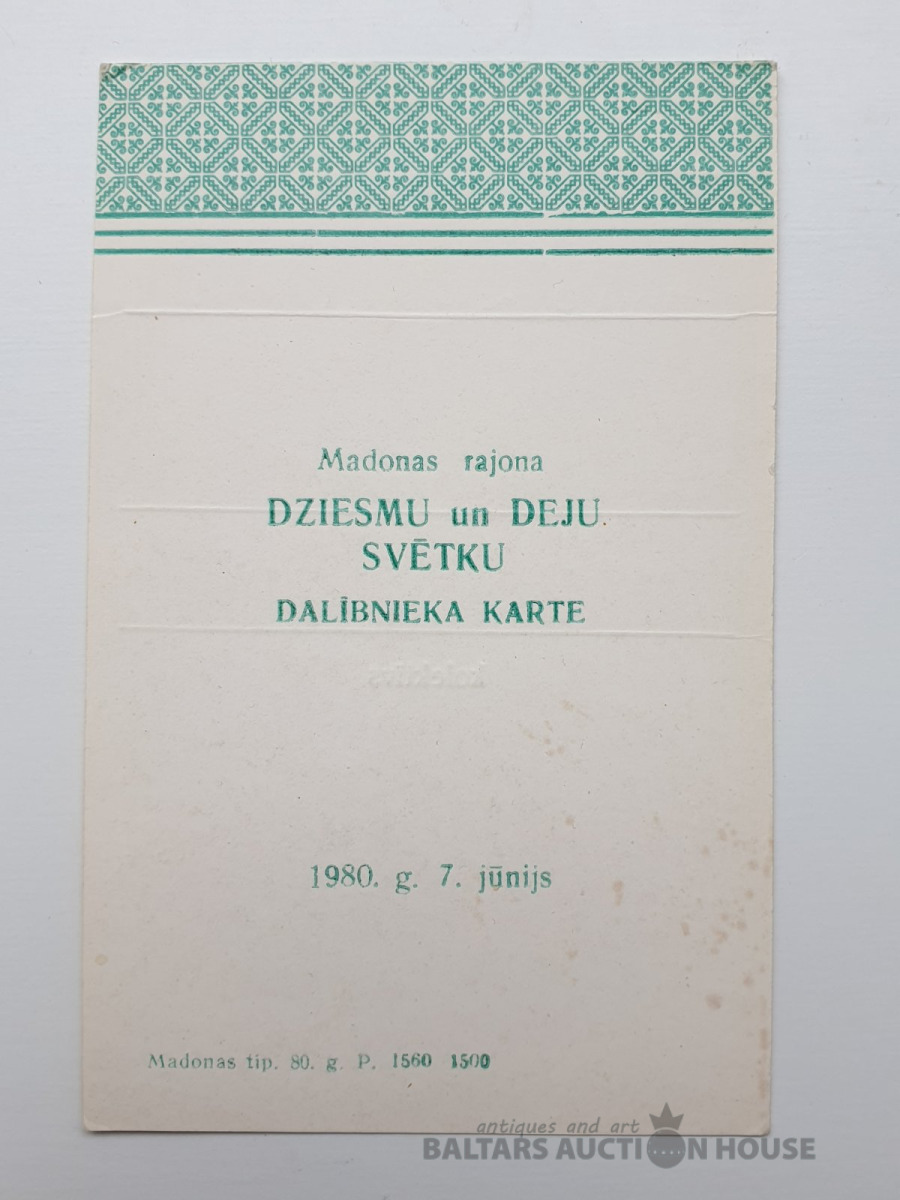 Madonas rajona
DZIESMU un DEJU
SVĒTKU
DALĪBNIEKA KARTE
1980. g. 7. jūnijs
Madonas tip. 80. g. P. 1560 1500
antiques and art
BALTARS AUCTION HOUSE